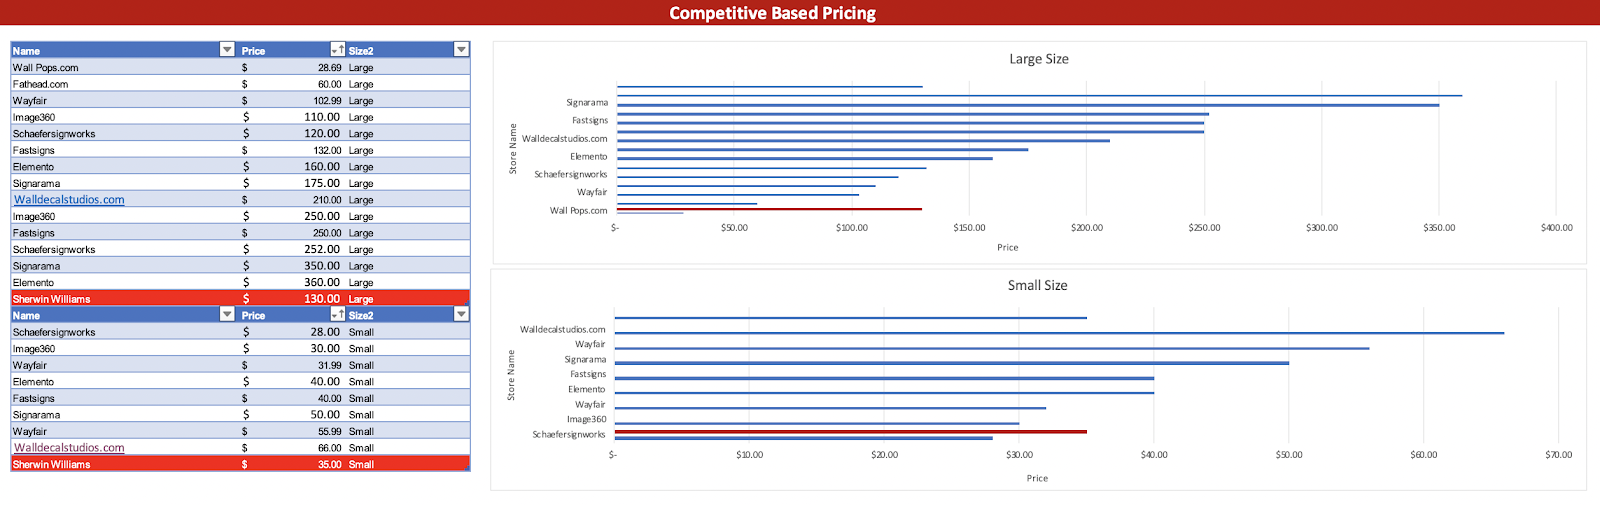 Competitive Based Pricing
Name Price Size2
Wall Pops.com $ 28.69 Large
Fathead.com $ 60.00 Large
Wayfair $ 102.99 Large
Image360 $ 110.00 Large
Schaefersignworks $ 120.00 Large
Fastsigns $ 132.00 Large
Elemento $ 160.00 Large
Signarama $ 175.00 Large
Walldecalstudios.com $ 210.00 Large
Image360 $ 250.00 Large
Fastsigns $ 250.00 Large
Schaefersignworks $ 252.00 Large
Signarama $ 350.00 Large
Elemento $ 360.00 Large
Sherwin Williams $ 130.00 Large
Name Price Size2
Schaefersignworks $ 28.00 Small
Image360 $ 30.00 Small
Wayfair $ 31.99 Small
Elemento $ 40.00 Small
Fastsigns $ 40.00 Small
Signarama $ 50.00 Small
Wayfair $ 55.99 Small
Walldecalstudios.com $ 66.00 Small
Sherwin Williams $ 35.00 Small
Large Size
Store Name
Signarama
Fastsigns
Walldecalstudios.com
Elemento
Schaefersignworks
Wayfair
Wall Pops.com
$- $50.00 $100.00 $150.00 $200.00 $250.00 $300.00 $350.00 $400.00
Price
Small Size
Store Name
Walldecalstudios.com
Wayfair
Signarama
Fastsigns
Elemento
Wayfair
Image360
Schaefersignworks
$- $10.00 $20.00 $30.00 $40.00 $50.00 $60.00 $70.00
Price